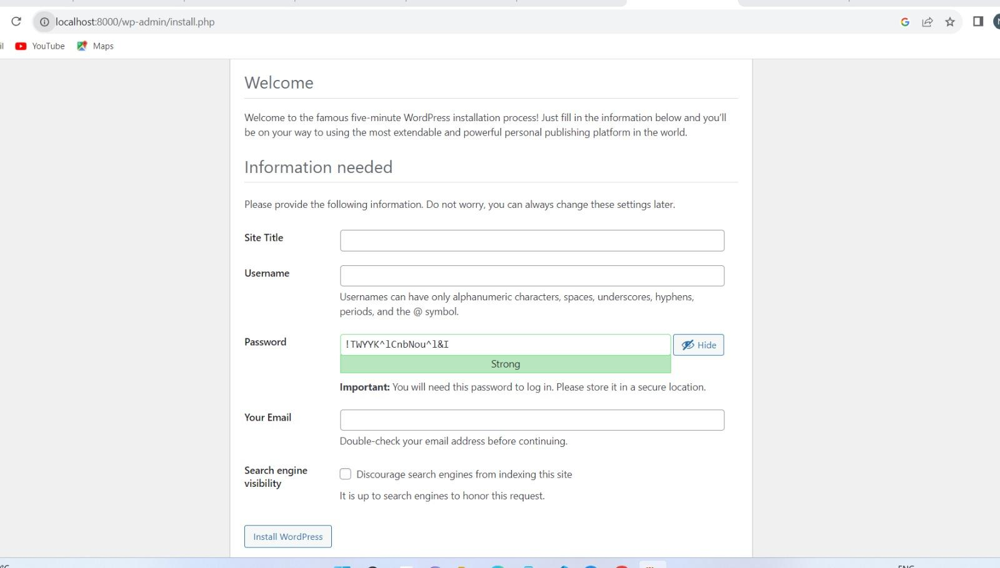 localhost:8000/wp-admin/install.php
YouTube
Maps
Welcome
Welcome to the famous five-minute WordPress installation process! Just fill in the information below and you’ll
be on your way to using the most extendable and powerful personal publishing platform in the world.
Information needed
Please provide the following information. Do not worry, you can always change these settings later.
Site Title
Username
Usernames can have only alphanumeric characters, spaces, underscores, hyphens,
periods, and the @ symbol.
Password
!TWYYK^lCnbNou^l&I
Hide
Strong
Important: You will need this password to log in. Please store it in a secure location.
Your Email
Double-check your email address before continuing.
Search engine
visibility
Discourage search engines from indexing this site
It is up to search engines to honor this request.
Install WordPress